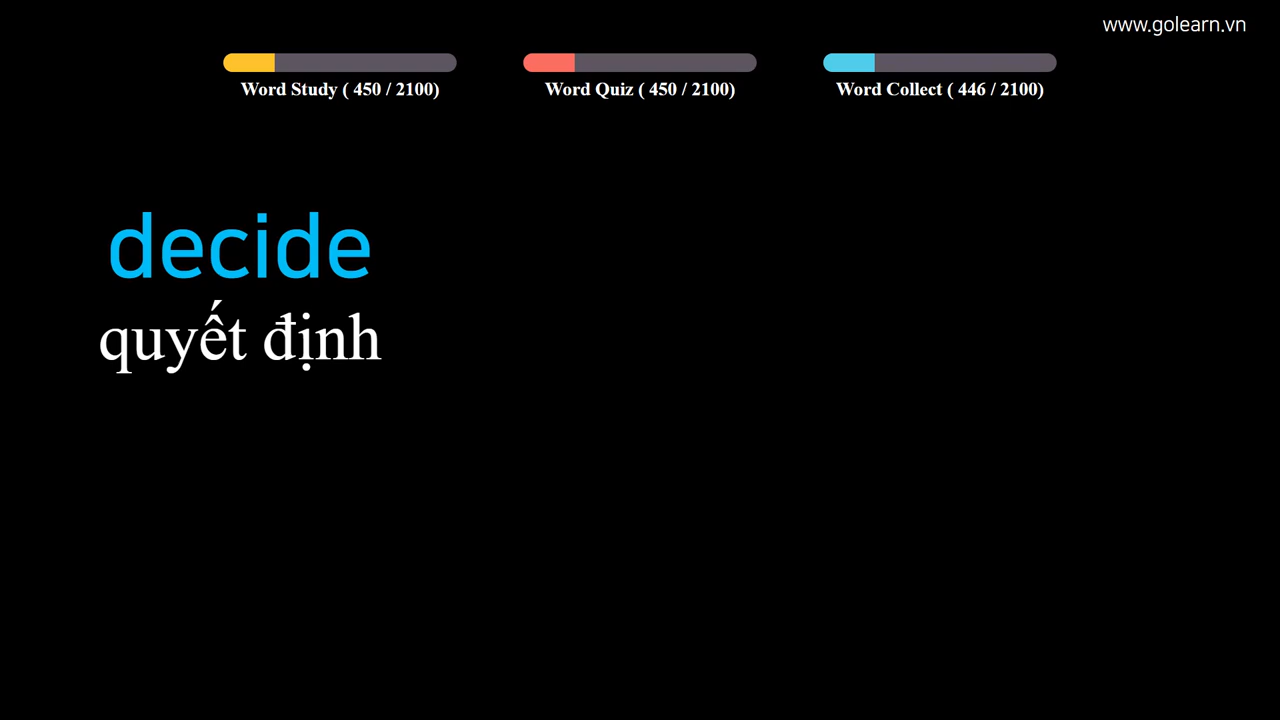 www.golearn.vn
Word Study ( 450 / 2100)
Word Quiz ( 450 / 2100)
Word Collect ( 446 / 2100)
decide
quyết định